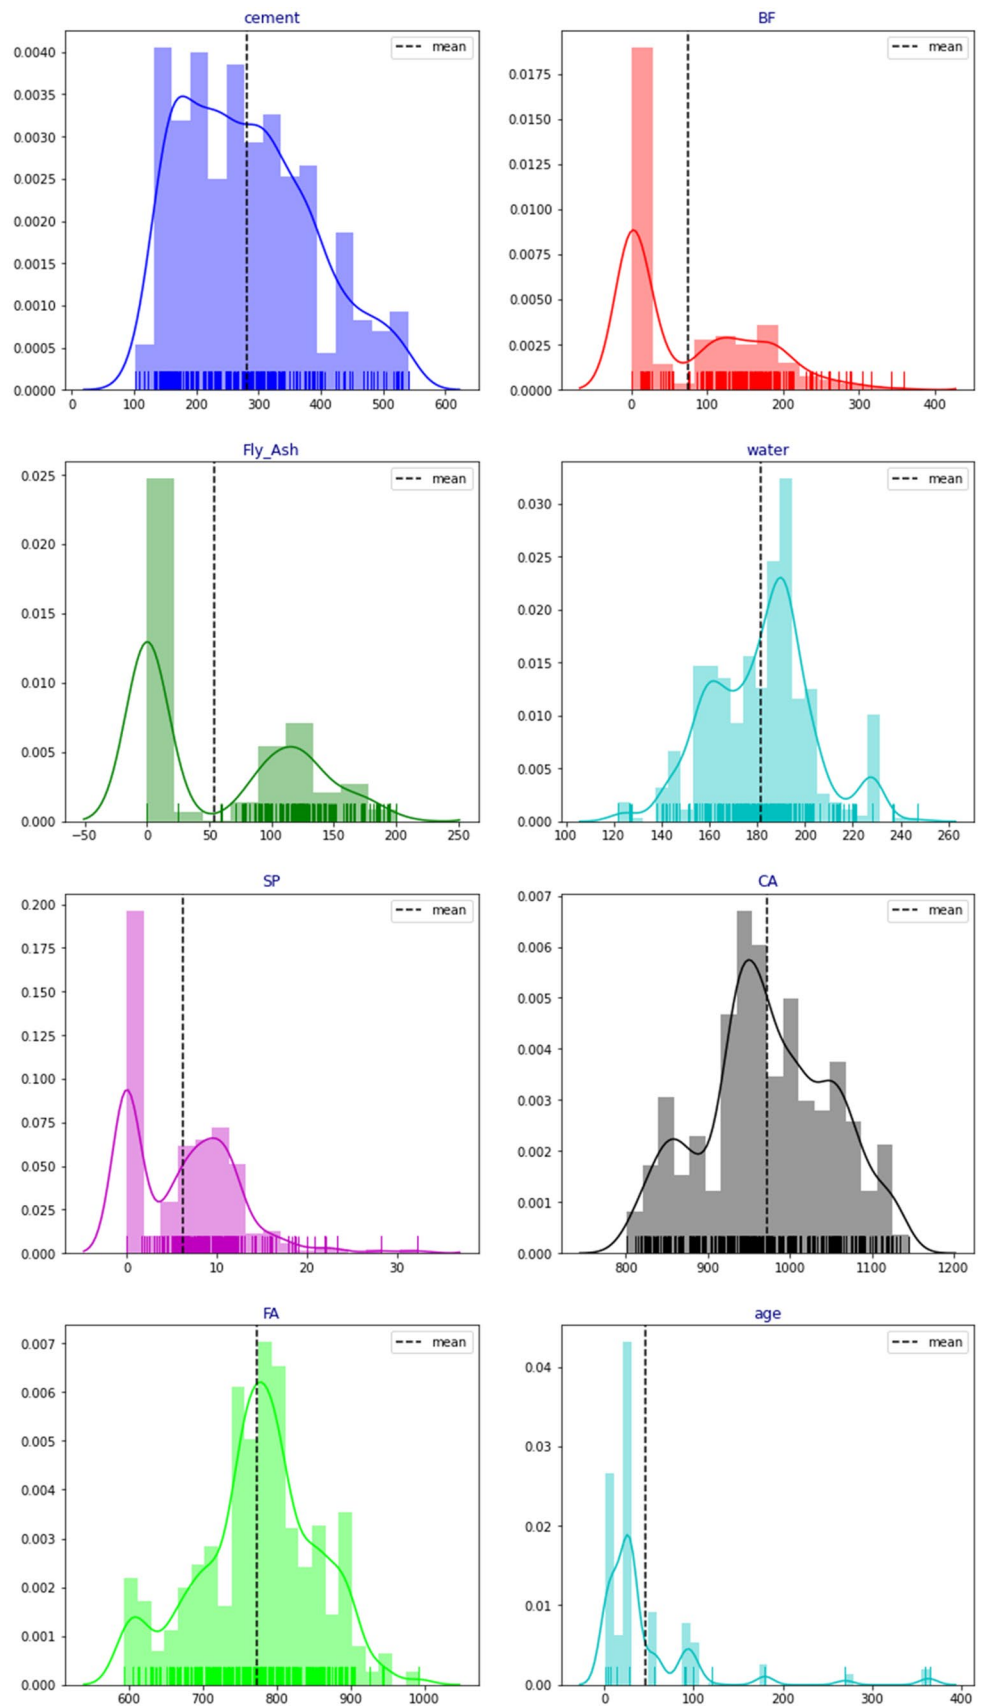 cement
mean
0.0040
0.0035
0.0030
0.0025
0.0020
0.0015
0.0010
0.0005
0.0000
0 100 200 300 400 500 600
BF
mean
0.0175
0.0150
0.0125
0.0100
0.0075
0.0050
0.0025
0.0000
0 100 200 300 400
Fly_Ash
mean
0.025
0.020
0.015
0.010
0.005
0.000
−50 0 50 100 150 200 250
water
mean
0.030
0.025
0.020
0.015
0.010
0.005
0.000
100 120 140 160 180 200 220 240 260
SP
mean
0.200
0.175
0.150
0.125
0.100
0.075
0.050
0.025
0.000
0 10 20 30
CA
mean
0.007
0.006
0.005
0.004
0.003
0.002
0.001
0.000
800 900 1000 1100 1200
FA
mean
0.007
0.006
0.005
0.004
0.003
0.002
0.001
0.000
600 700 800 900 1000
age
mean
0.04
0.03
0.02
0.01
0.00
0 100 200 300 400